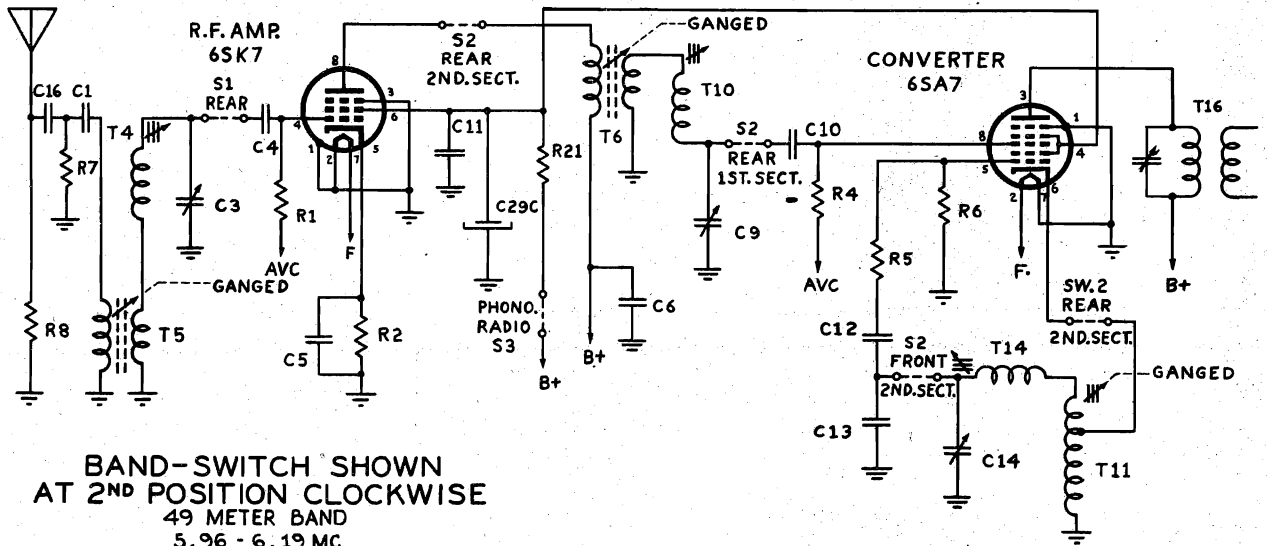 R.F. AMP.
6SK7
S2
REAR
2ND. SECT.
GANGED
CONVERTER
6SA7
C16
C1
S1
REAR
T4
R7
C3
C4
R1
AVC
8
3
6
4
1
2
7
5
F
C11
C29C
R21
T6
T10
S2
REAR
1ST. SECT.
C10
R4
AVC
C9
3
1
8
4
5
6
2
7
F.
R6
R5
T16
B+
R8
GANGED
T5
C5
R2
PHONO.
RADIO
S3
B+
B+
C6
C12
C13
S2
FRONT
2ND. SECT.
SW.2
REAR
2ND. SECT.
T14
C14
GANGED
T11
BAND-SWITCH SHOWN
AT 2ND POSITION CLOCKWISE
49 METER BAND
5.96 - 6.19 MC